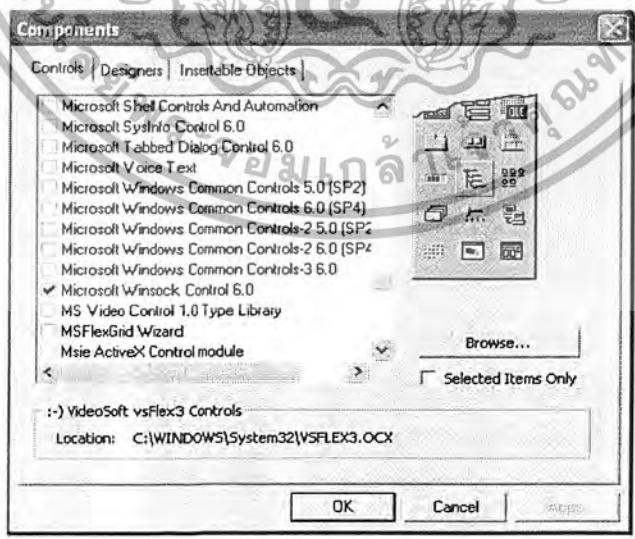 Components
Controls Designers Insertable Objects
Microsoft Shell Controls And Automation
Microsoft SysInfo Control 6.0
Microsoft Tabbed Dialog Control 6.0
Microsoft Voice Text
Microsoft Windows Common Controls 5.0 (SP2)
Microsoft Windows Common Controls 6.0 (SP4)
Microsoft Windows Common Controls-2 5.0 (SP2
Microsoft Windows Common Controls-2 6.0 (SP4
Microsoft Windows Common Controls-3 6.0
Microsoft Winsock Control 6.0
MS Video Control 1.0 Type Library
MSFlexGrid Wizard
Msie ActiveX Control module
OLE
Browse...
Selected Items Only
:-) VideoSoft vsFlex3 Controls
Location: C:\WINDOWS\System32\VSFLEX3.OCX
OK Cancel Apply